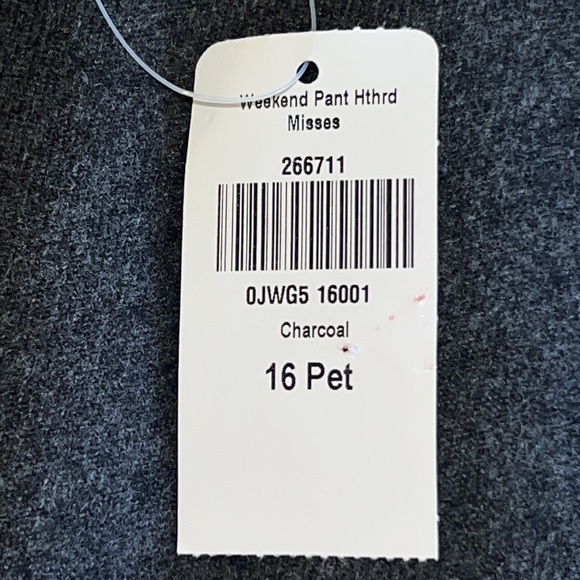 Weekend Pant Hthrd
Misses
266711
0JWG5 16001
Charcoal
16 Pet